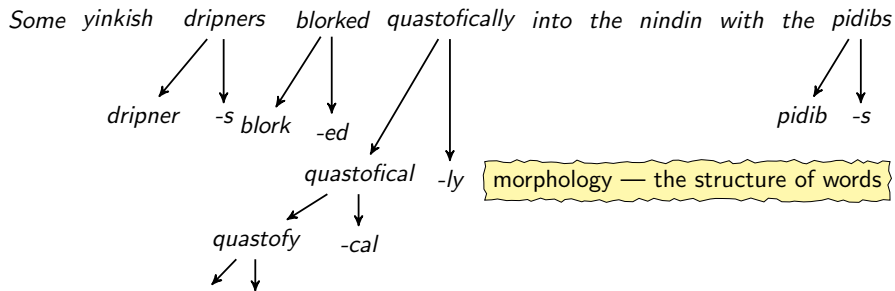 Some yinkish dripners blorked quastofically into the nindin with the pidibs
dripner -s blork -ed pidib -s
quastofical -ly morphology — the structure of words
quastofy -cal